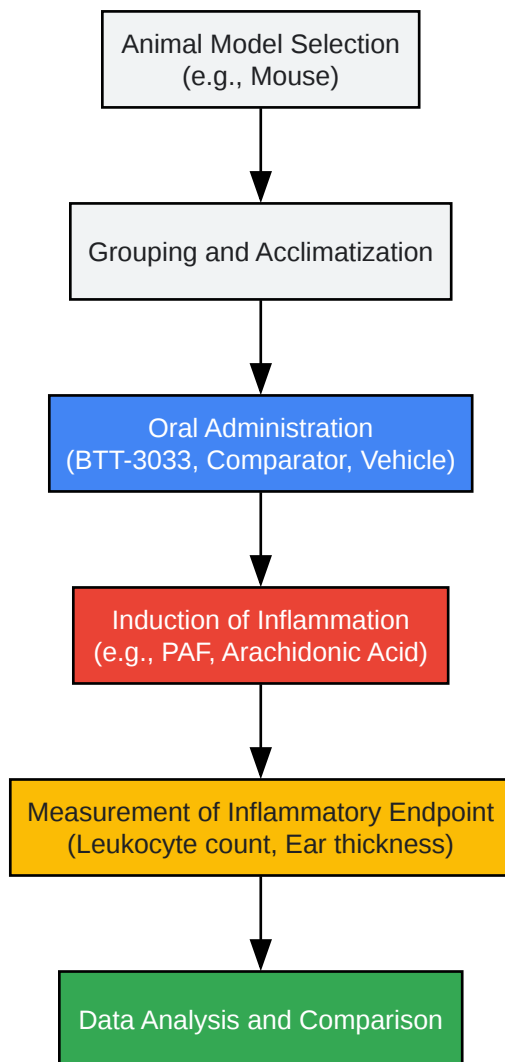 Animal Model Selection
(e.g., Mouse)
Grouping and Acclimatization
Oral Administration
(BTT-3033, Comparator, Vehicle)
Induction of Inflammation
(e.g., PAF, Arachidonic Acid)
Measurement of Inflammatory Endpoint
(Leukocyte count, Ear thickness)
Data Analysis and Comparison